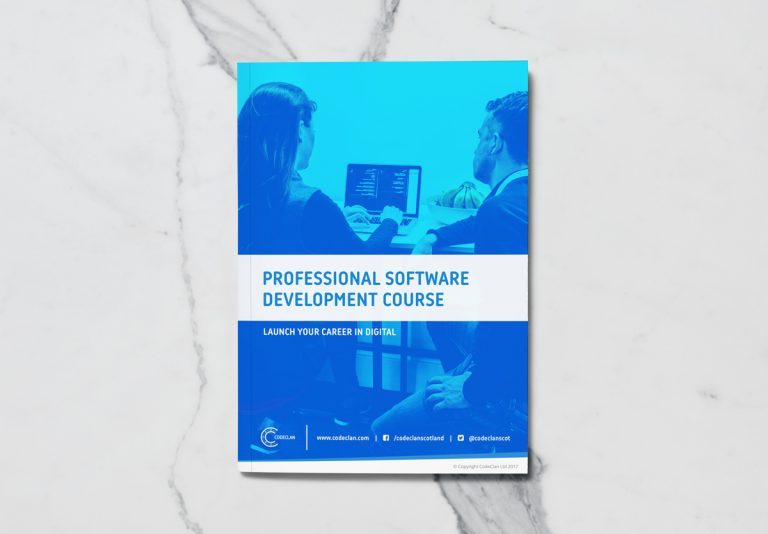 PROFESSIONAL SOFTWARE
DEVELOPMENT COURSE
LAUNCH YOUR CAREER IN DIGITAL
CODECLAN
www.codeclan.com | /codeclanscotland | @codeclanscot
© Copyright CodeClan Ltd 2017